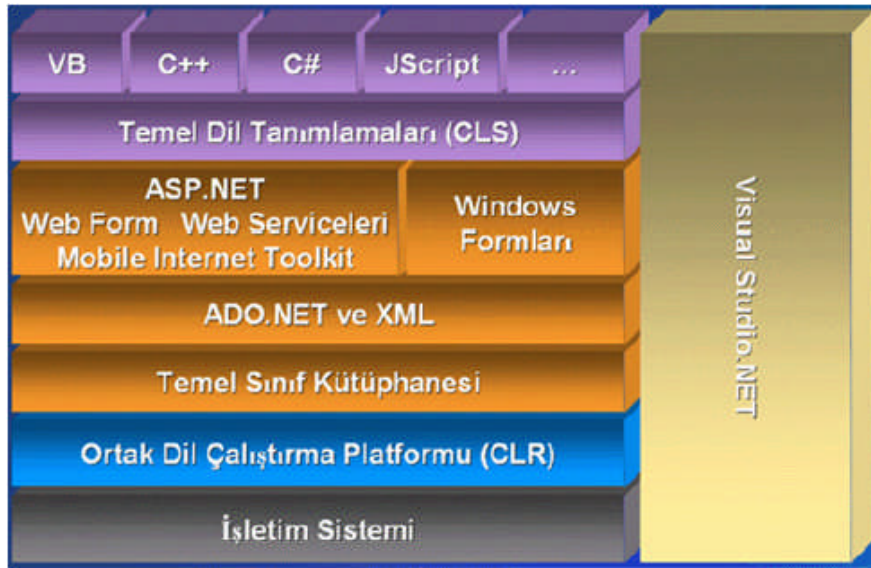 VB
C++
C#
JScript
...
Temel Dil Tanımlamaları (CLS)
ASP.NET
Web Form Web Serviceleri
Mobile Internet Toolkit
Windows
Formları
ADO.NET ve XML
Temel Sınıf Kütüphanesi
Ortak Dil Çalıştırma Platformu (CLR)
İşletim Sistemi
Visual Studio.NET